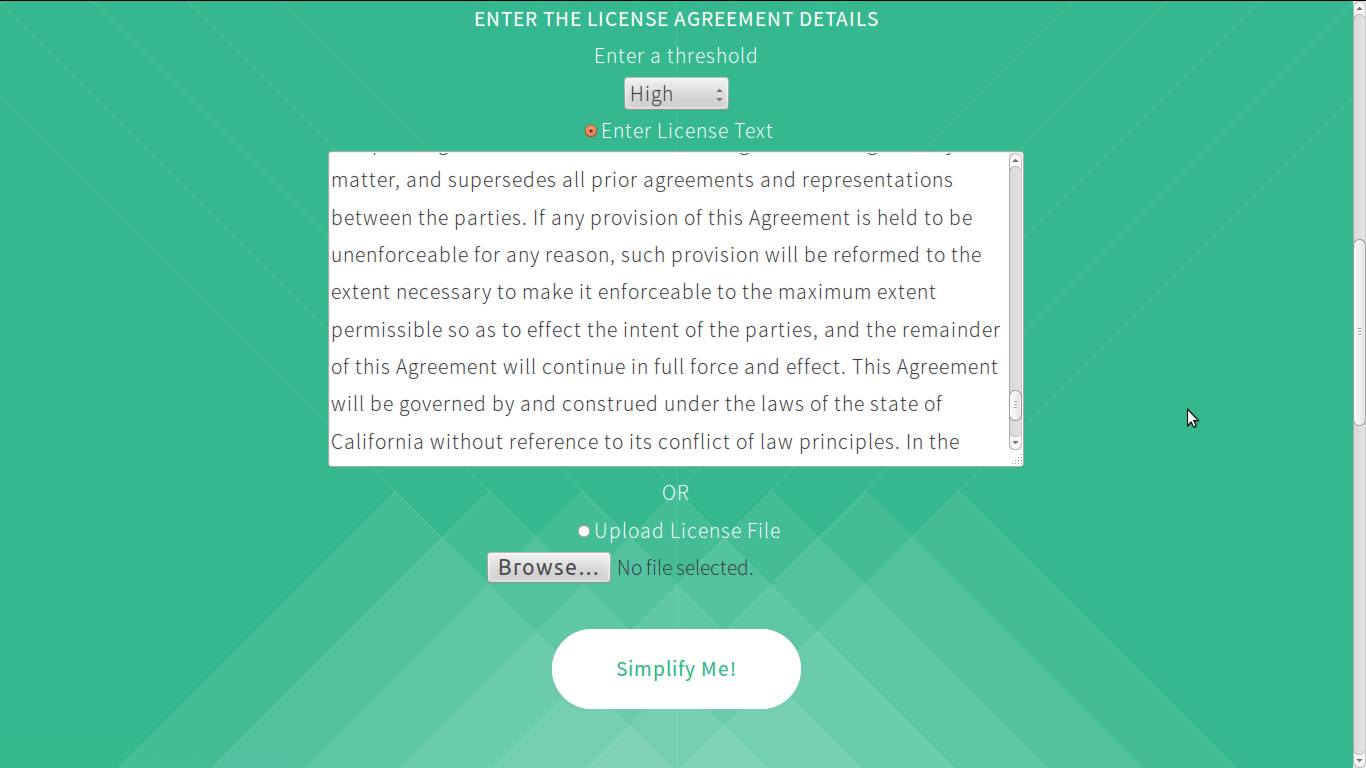 ENTER THE LICENSE AGREEMENT DETAILS
Enter a threshold
High
Enter License Text
matter, and supersedes all prior agreements and representations
between the parties. If any provision of this Agreement is held to be
unenforceable for any reason, such provision will be reformed to the
extent necessary to make it enforceable to the maximum extent
permissible so as to effect the intent of the parties, and the remainder
of this Agreement will continue in full force and effect. This Agreement
will be governed by and construed under the laws of the state of
California without reference to its conflict of law principles. In the
OR
Upload License File
Browse... No file selected.
Simplify Me!